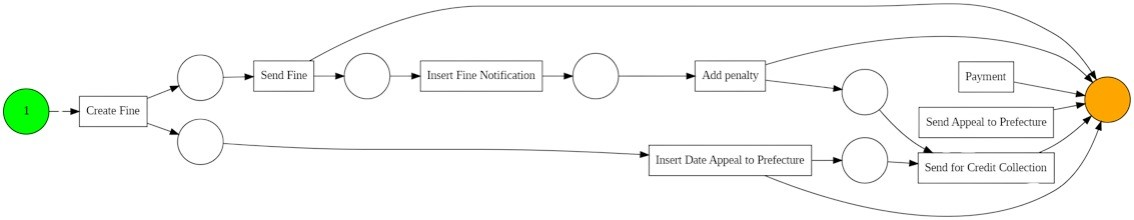 1
Create Fine
Send Fine
Insert Fine Notification
Add penalty
Payment
Send Appeal to Prefecture
Insert Date Appeal to Prefecture
Send for Credit Collection